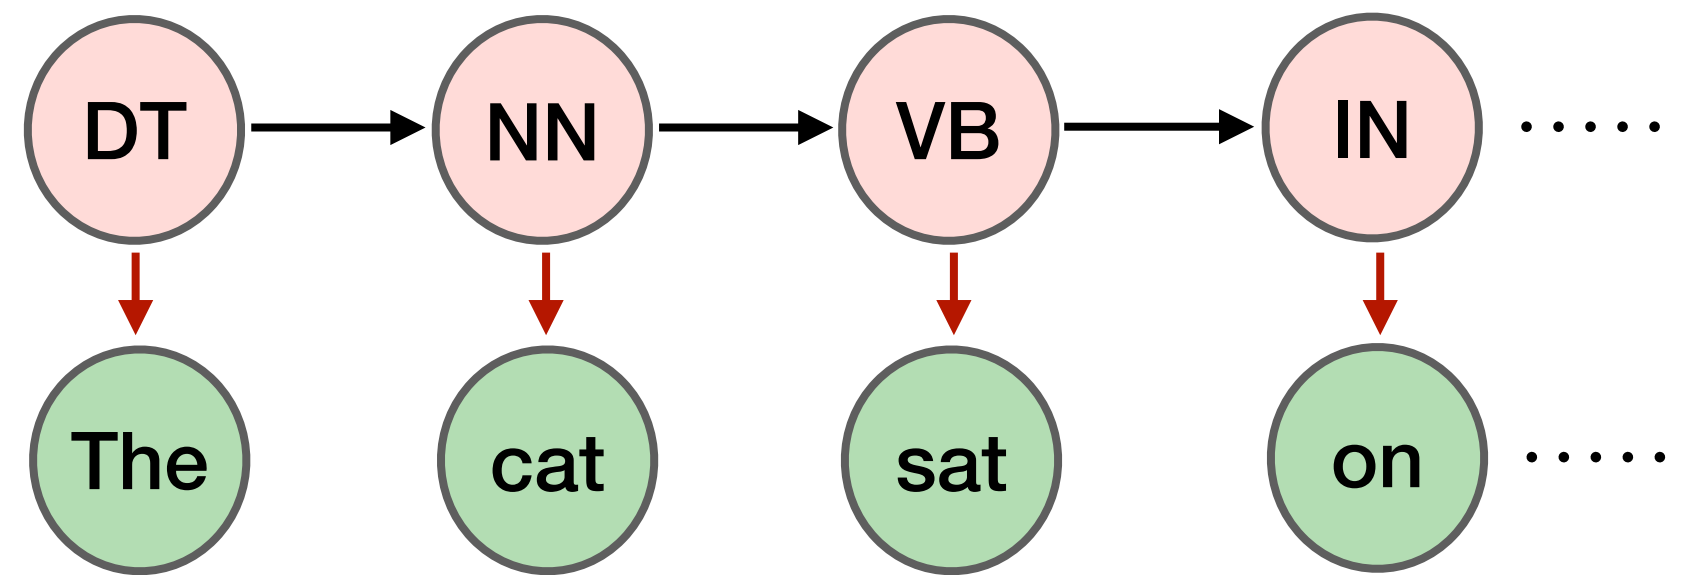 DT NN VB IN .....
The cat sat on .....